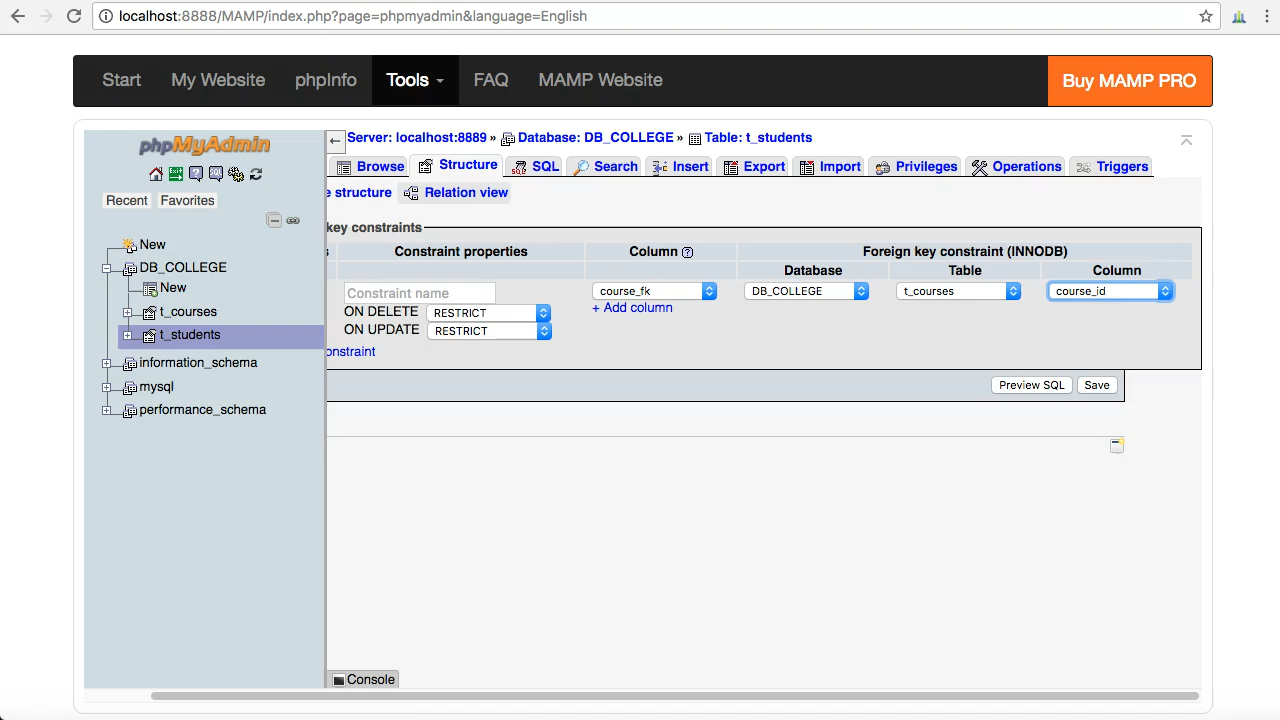 localhost:8888/MAMP/index.php?page=phpmyadmin&language=English
Start My Website phpInfo Tools FAQ MAMP Website Buy MAMP PRO
phpMyAdmin
Recent Favorites
New
DB_COLLEGE
New
t_courses
t_students
information_schema
mysql
performance_schema
Server: localhost:8889 » Database: DB_COLLEGE » Table: t_students
Browse Structure SQL Search Insert Export Import Privileges Operations Triggers
e structure Relation view
key constraints
s Constraint properties Column Foreign key constraint (INNODB)
Database Table Column
Constraint name course_fk DB_COLLEGE t_courses course_id
ON DELETE RESTRICT + Add column
ON UPDATE RESTRICT
onstraint
Preview SQL Save
Console